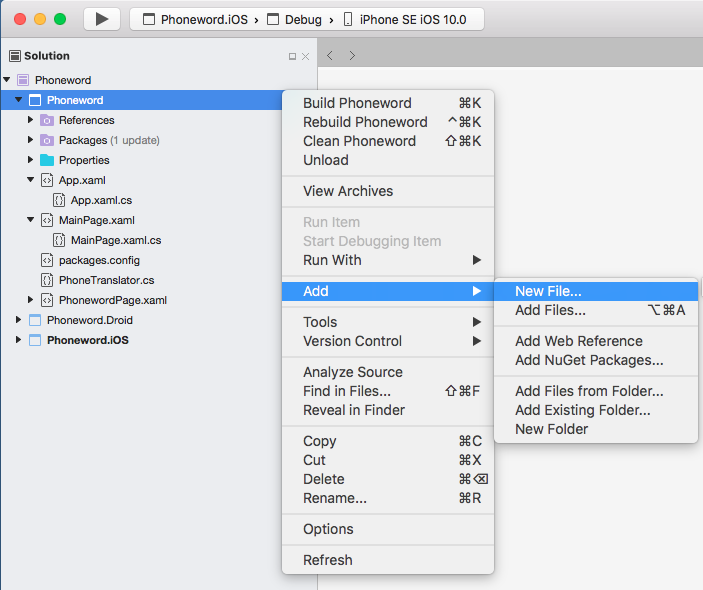 Phoneword.iOS › Debug › iPhone SE iOS 10.0
Solution
Phoneword
Phoneword
References
Packages (1 update)
Properties
App.xaml
App.xaml.cs
MainPage.xaml
MainPage.xaml.cs
packages.config
PhoneTranslator.cs
PhonewordPage.xaml
Phoneword.Droid
Phoneword.iOS
Build Phoneword ⌘K
Rebuild Phoneword ^⌘K
Clean Phoneword ⇧⌘K
Unload
View Archives
Run Item
Start Debugging Item
Run With
Add
Tools
Version Control
Analyze Source
Find in Files... ⇧⌘F
Reveal in Finder
Copy ⌘C
Cut ⌘X
Delete ⌘⌫
Rename... ⌘R
Options
Refresh
New File...
Add Files... ⌥⌘A
Add Web Reference
Add NuGet Packages...
Add Files from Folder...
Add Existing Folder...
New Folder